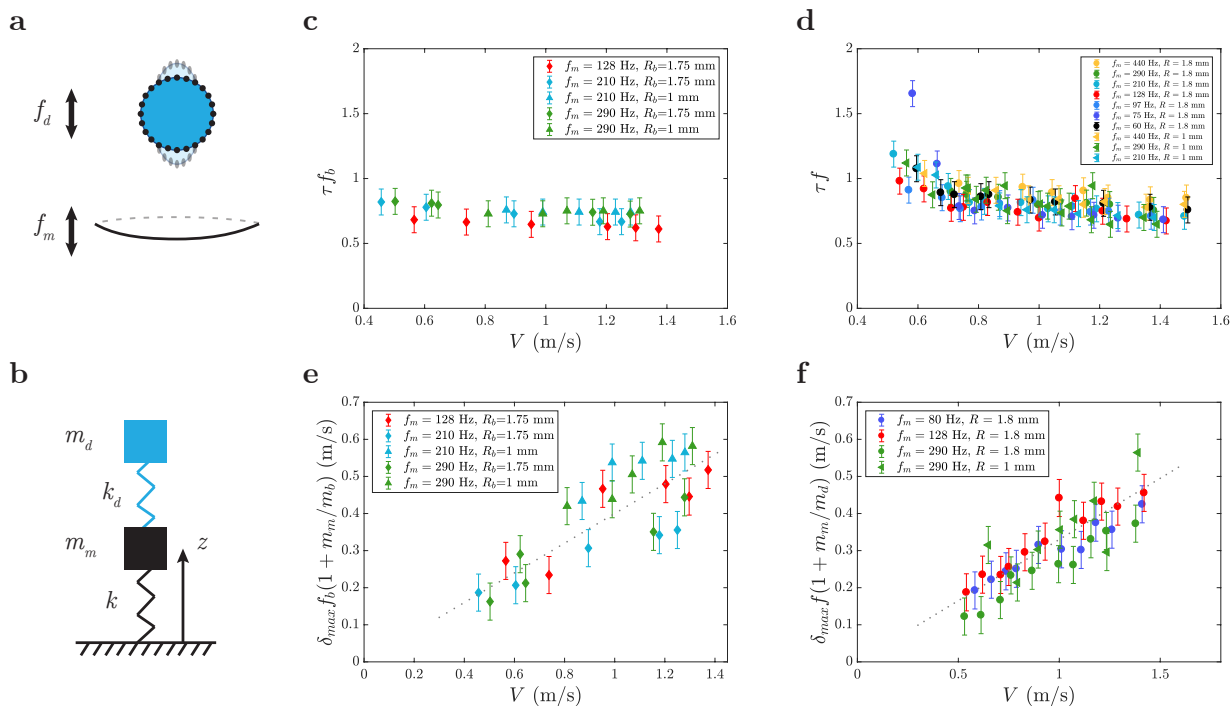 a
f_d
f_m
b
m_d
k_d
m_m
z
k
c
2
1.5
1
0.5
0
τ f_b
0.4 0.6 0.8 1 1.2 1.4 1.6
V (m/s)
f_m = 128 Hz, R_b=1.75 mm
f_m = 210 Hz, R_b=1.75 mm
f_m = 210 Hz, R_b=1 mm
f_m = 290 Hz, R_b=1.75 mm
f_m = 290 Hz, R_b=1 mm
d
2
1.5
1
0.5
0
τ f
0.4 0.6 0.8 1 1.2 1.4 1.6
V (m/s)
f_m = 440 Hz, R = 1.8 mm
f_m = 290 Hz, R = 1.8 mm
f_m = 210 Hz, R = 1.8 mm
f_m = 128 Hz, R = 1.8 mm
f_m = 97 Hz, R = 1.8 mm
f_m = 75 Hz, R = 1.8 mm
f_m = 60 Hz, R = 1.8 mm
f_m = 440 Hz, R = 1 mm
f_m = 290 Hz, R = 1 mm
f_m = 210 Hz, R = 1 mm
e
0.7
0.6
0.5
0.4
0.3
0.2
0.1
0
δ_max f_b(1 + m_m/m_b) (m/s)
0 0.2 0.4 0.6 0.8 1 1.2 1.4
V (m/s)
f_m = 128 Hz, R_b=1.75 mm
f_m = 210 Hz, R_b=1.75 mm
f_m = 210 Hz, R_b=1 mm
f_m = 290 Hz, R_b=1.75 mm
f_m = 290 Hz, R_b=1 mm
f
0.7
0.6
0.5
0.4
0.3
0.2
0.1
0
δ_max f(1 + m_m/m_d) (m/s)
0 0.5 1 1.5
V (m/s)
f_m = 80 Hz, R = 1.8 mm
f_m = 128 Hz, R = 1.8 mm
f_m = 290 Hz, R = 1.8 mm
f_m = 290 Hz, R = 1 mm